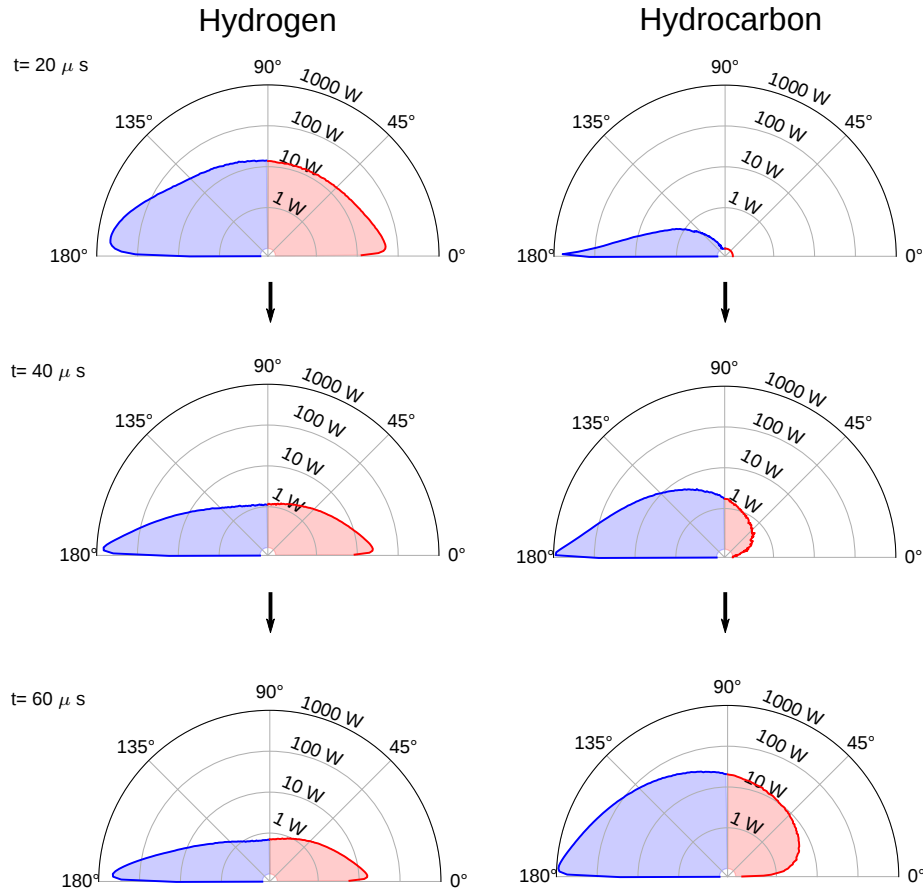 Hydrogen
Hydrocarbon
t= 20 μ s
90°
1000 W
135°
100 W
45°
10 W
1 W
180°
0°
90°
1000 W
135°
100 W
45°
10 W
1 W
180°
0°
t= 40 μ s
90°
1000 W
135°
100 W
45°
10 W
1 W
180°
0°
90°
1000 W
135°
100 W
45°
10 W
1 W
180°
0°
t= 60 μ s
90°
1000 W
135°
100 W
45°
10 W
1 W
180°
0°
90°
1000 W
135°
100 W
45°
10 W
1 W
180°
0°